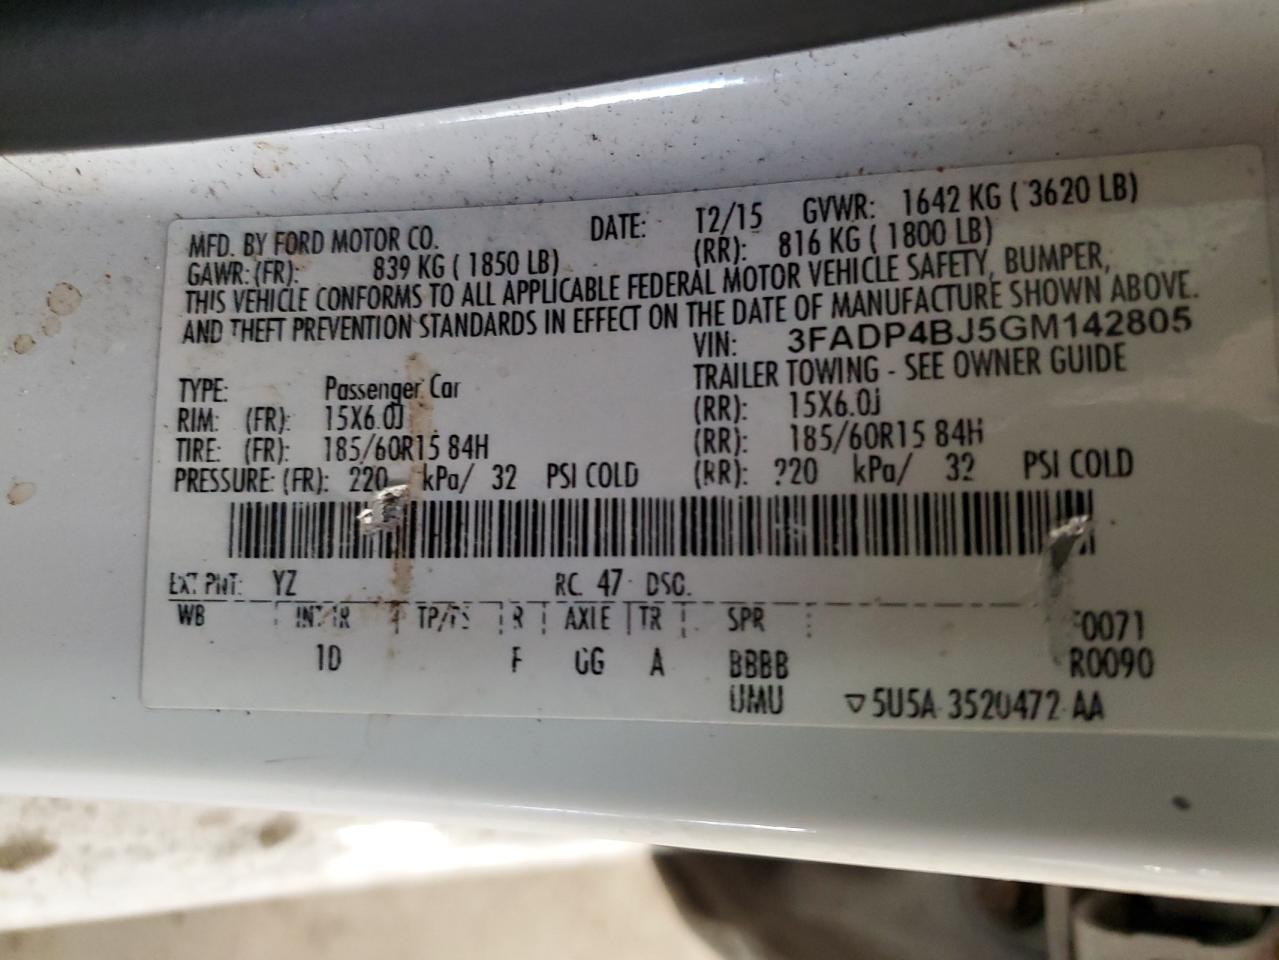 MFD. BY FORD MOTOR CO. DATE: 12/15 GVWR: 1642 KG ( 3620 LB)
GAWR: (FR): 839 KG ( 1850 LB) (RR): 816 KG ( 1800 LB)
THIS VEHICLE CONFORMS TO ALL APPLICABLE FEDERAL MOTOR VEHICLE SAFETY, BUMPER,
AND THEFT PREVENTION STANDARDS IN EFFECT ON THE DATE OF MANUFACTURE SHOWN ABOVE.
VIN: 3FADP4BJ5GM142805
TYPE: Passenger Car TRAILER TOWING - SEE OWNER GUIDE
RIM: (FR): 15X6.0J (RR): 15X6.0J
TIRE: (FR): 185/60R15 84H (RR): 185/60R15 84H
PRESSURE: (FR): 220 kPa/ 32 PSI COLD (RR): 220 kPa/ 32 PSI COLD
EXT PNT: YZ RC: 47 DSO:
WB INT TR TP/PS R AXLE TR SPR F0071
1D F GG A BBBB R0090
UMU ▽5U5A-3520472-AA